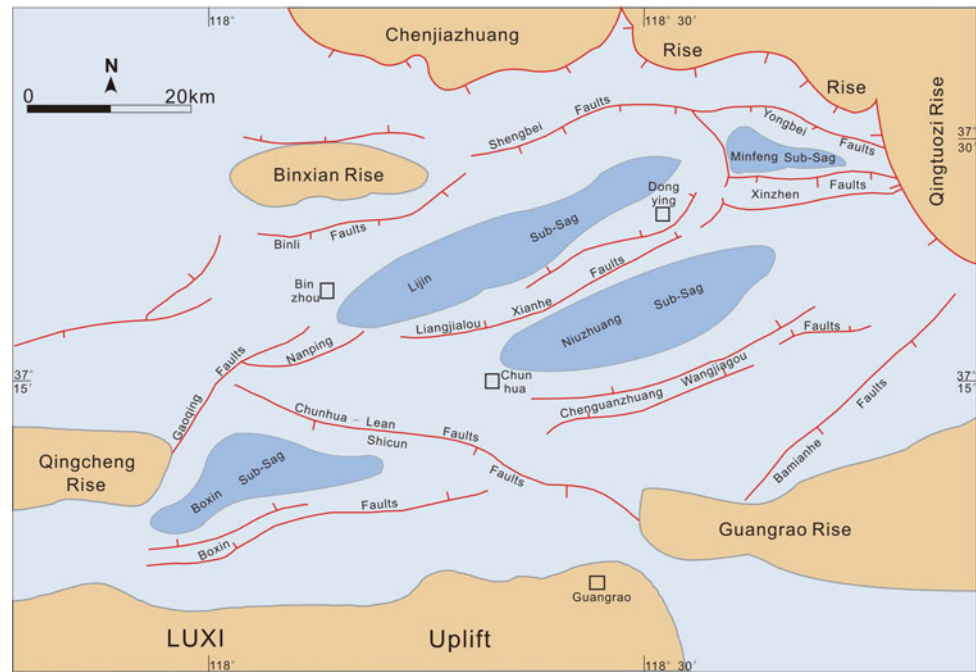 118°
118° 30'
Chenjiazhuang
Rise
Rise
Qingtuozi Rise
N
0 20km
37°
30'
Shengbei Faults
Yongbei Faults
Minfeng Sub-Sag
Binxian Rise
Xinzhen Faults
Dong
ying
Binli Faults
Lijin Sub-Sag
Bin
zhou
Liangjialou Xianhe Faults
Niuzhuang Sub-Sag
Faults
Nanping
Gaoqing Faults
37°
15'
37°
15'
Chun
hua
Chenguanzhuang Wangjiagou
Bamianhe Faults
Chunhua - Lean Faults
Shicun Faults
Qingcheng
Rise
Boxin Sub-Sag
Boxin Faults
Guangrao Rise
Guangrao
LUXI Uplift
118°
118° 30'